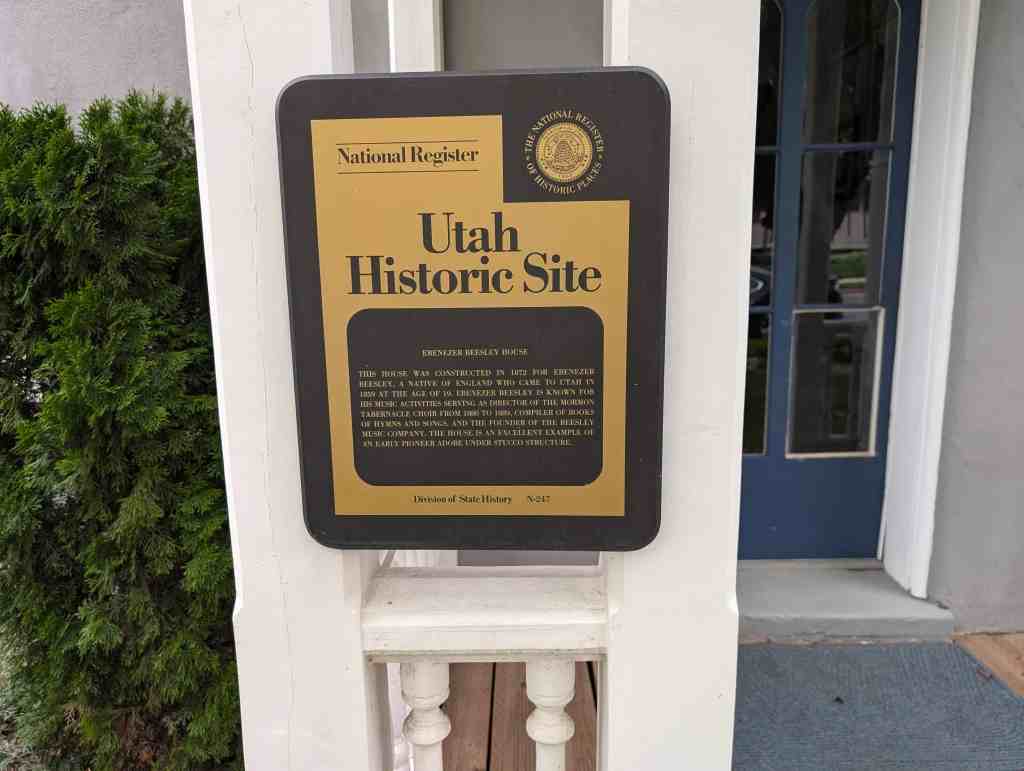 National Register
THE NATIONAL REGISTER
OF HISTORIC PLACES
Utah
Historic Site
EBENEZER BEESLEY HOUSE
THIS HOUSE WAS CONSTRUCTED IN 1872 FOR EBENEZER
BEESLEY, A NATIVE OF ENGLAND WHO CAME TO UTAH IN
1859 AT THE AGE OF 19. EBENEZER BEESLEY IS KNOWN FOR
HIS MUSIC ACTIVITIES SERVING AS DIRECTOR OF THE MORMON
TABERNACLE CHOIR FROM 1880 TO 1889, COMPILER OF BOOKS
OF HYMNS AND SONGS, AND THE FOUNDER OF THE BEESLEY
MUSIC COMPANY. THE HOUSE IS AN EXCELLENT EXAMPLE OF
AN EARLY PIONEER ADOBE UNDER STUCCO STRUCTURE.
Division of State History N-247